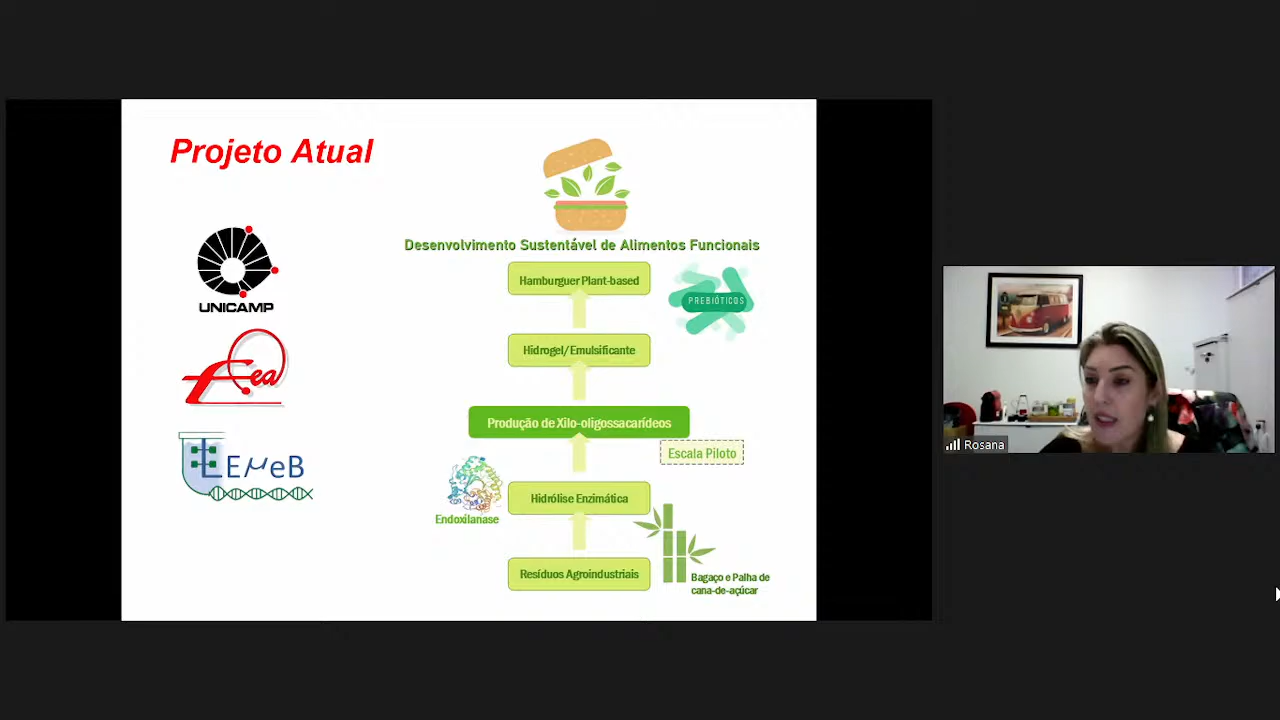 Projeto Atual
UNICAMP
fea
LEμeB
Desenvolvimento Sustentável de Alimentos Funcionais
Hamburguer Plant-based
PREBIÓTICOS
Hidrogel/Emulsificante
Produção de Xilo-oligossacarídeos
Escala Piloto
Hidrólise Enzimática
Endoxilanase
Resíduos Agroindustriais
Bagaço e Palha de
cana-de-açúcar
Rosana